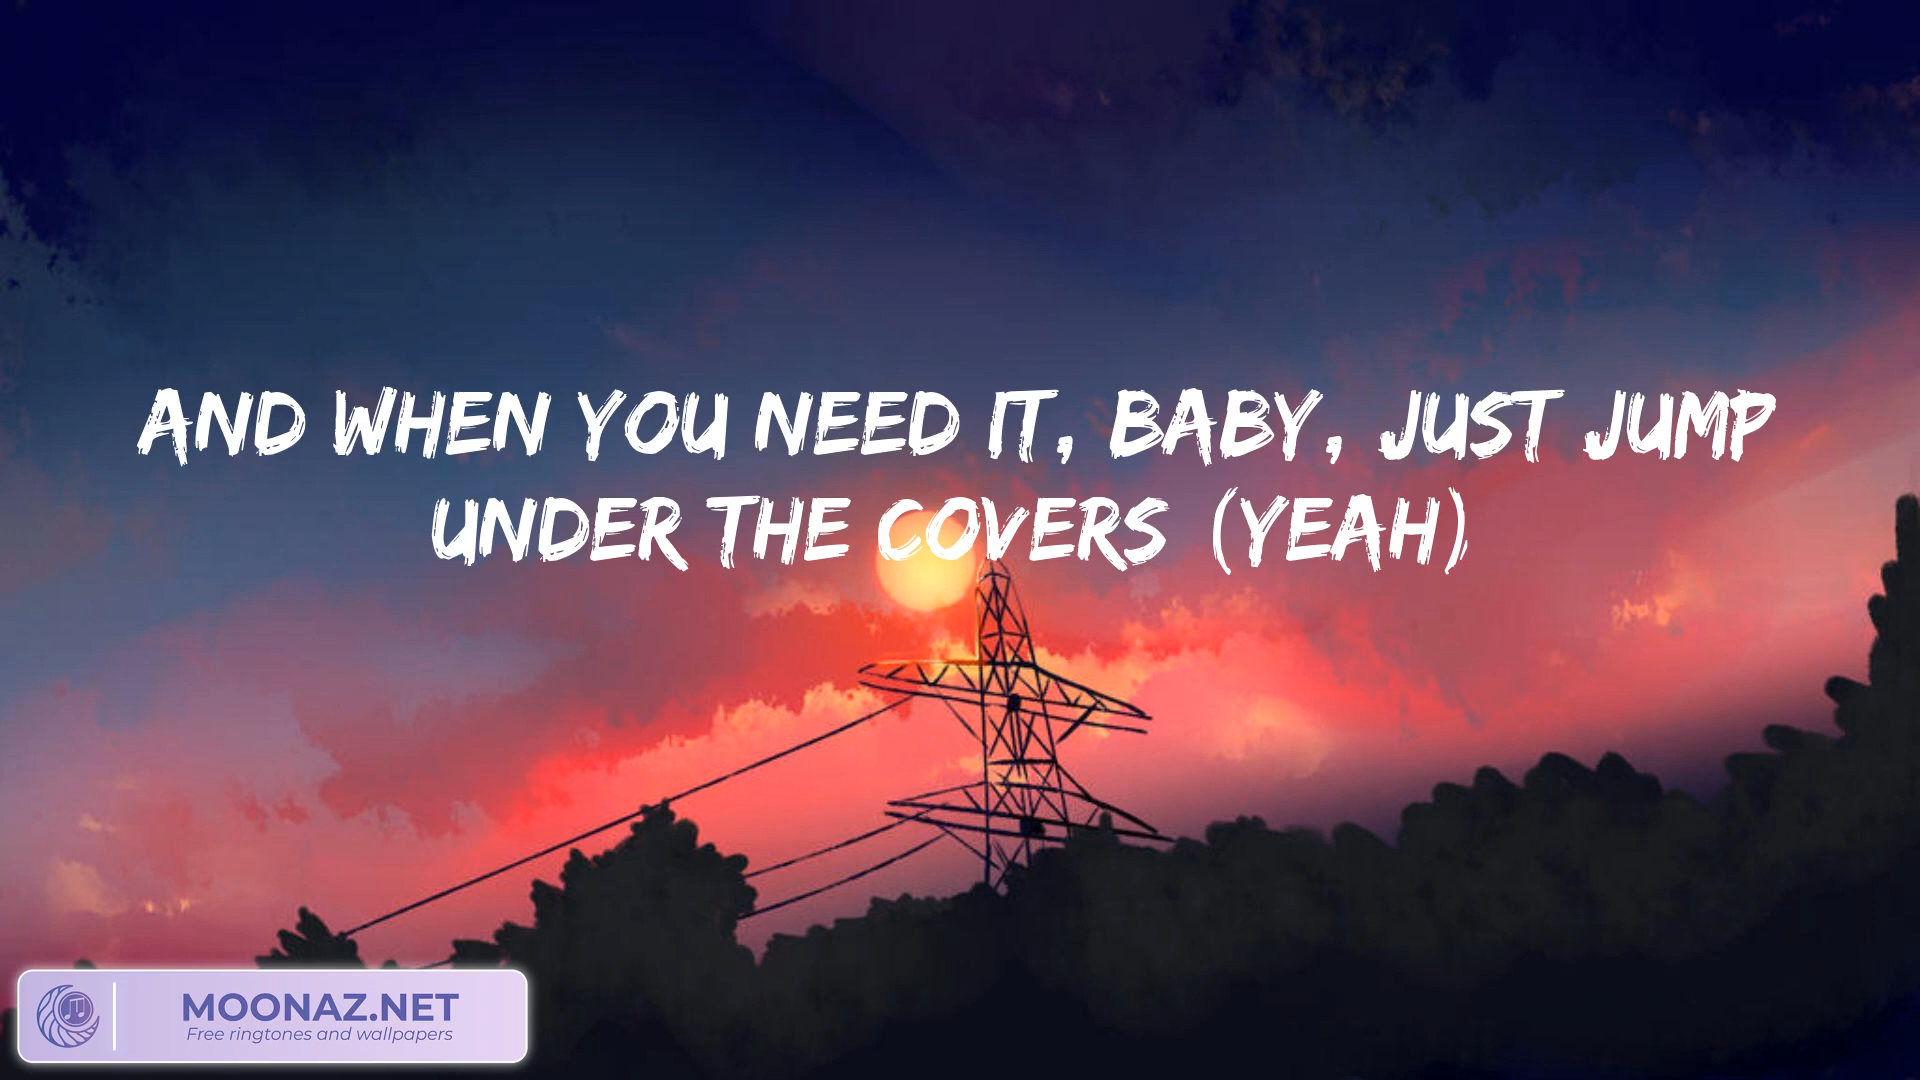 AND WHEN YOU NEED IT, BABY, JUST JUMP
UNDER THE COVERS (YEAH)
MOONAZ.NET
Free ringtones and wallpapers